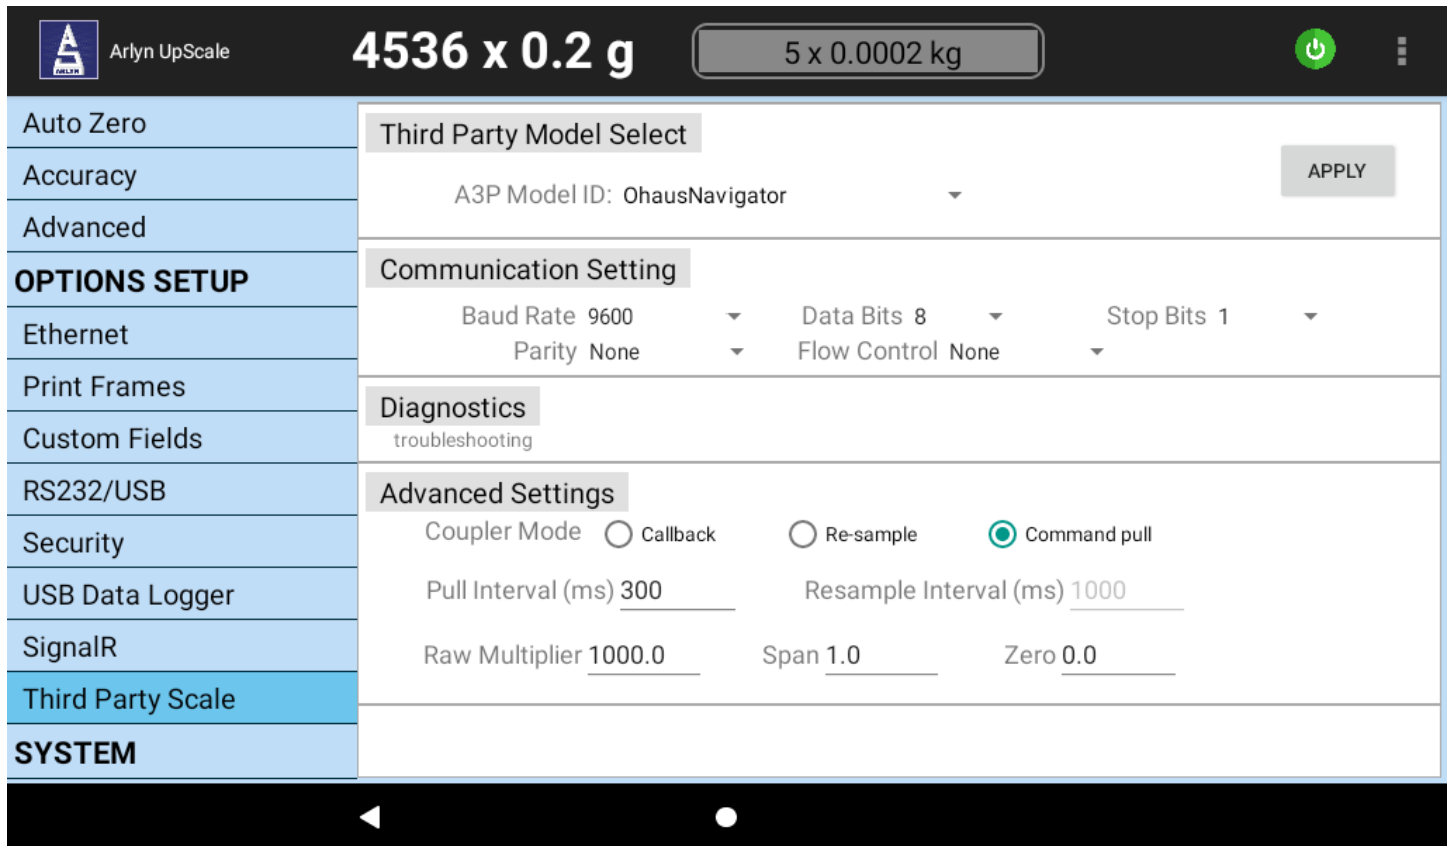 ARLYN
Arlyn UpScale
4536 x 0.2 g
5 x 0.0002 kg
Auto Zero
Accuracy
Advanced
OPTIONS SETUP
Ethernet
Print Frames
Custom Fields
RS232/USB
Security
USB Data Logger
SignalR
Third Party Scale
SYSTEM
Third Party Model Select
APPLY
A3P Model ID: OhausNavigator
Communication Setting
Baud Rate 9600 Data Bits 8 Stop Bits 1
Parity None Flow Control None
Diagnostics
troubleshooting
Advanced Settings
Coupler Mode Callback Re-sample Command pull
Pull Interval (ms) 300 Resample Interval (ms) 1000
Raw Multiplier 1000.0 Span 1.0 Zero 0.0